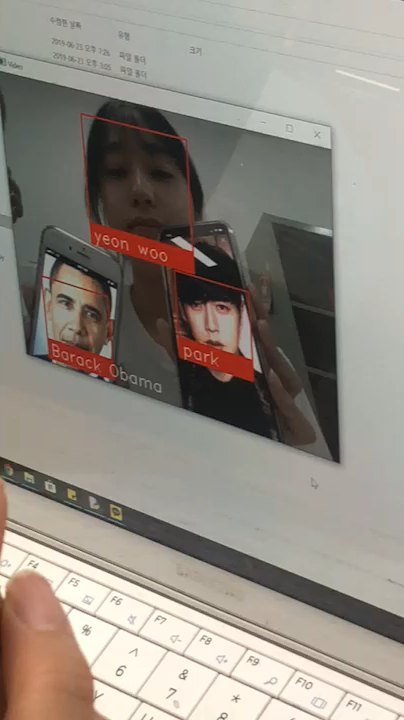 수정한 날짜
유형
크기
2019-06-21 오후 7:26
파일 폴더
2019-06-21 오후 3:05
파일 폴더
Video
yeon woo
Barack Obama
park
F4
F5
F6
F7
F8
F9
F10
F11
%
^
6
&
7
*
8